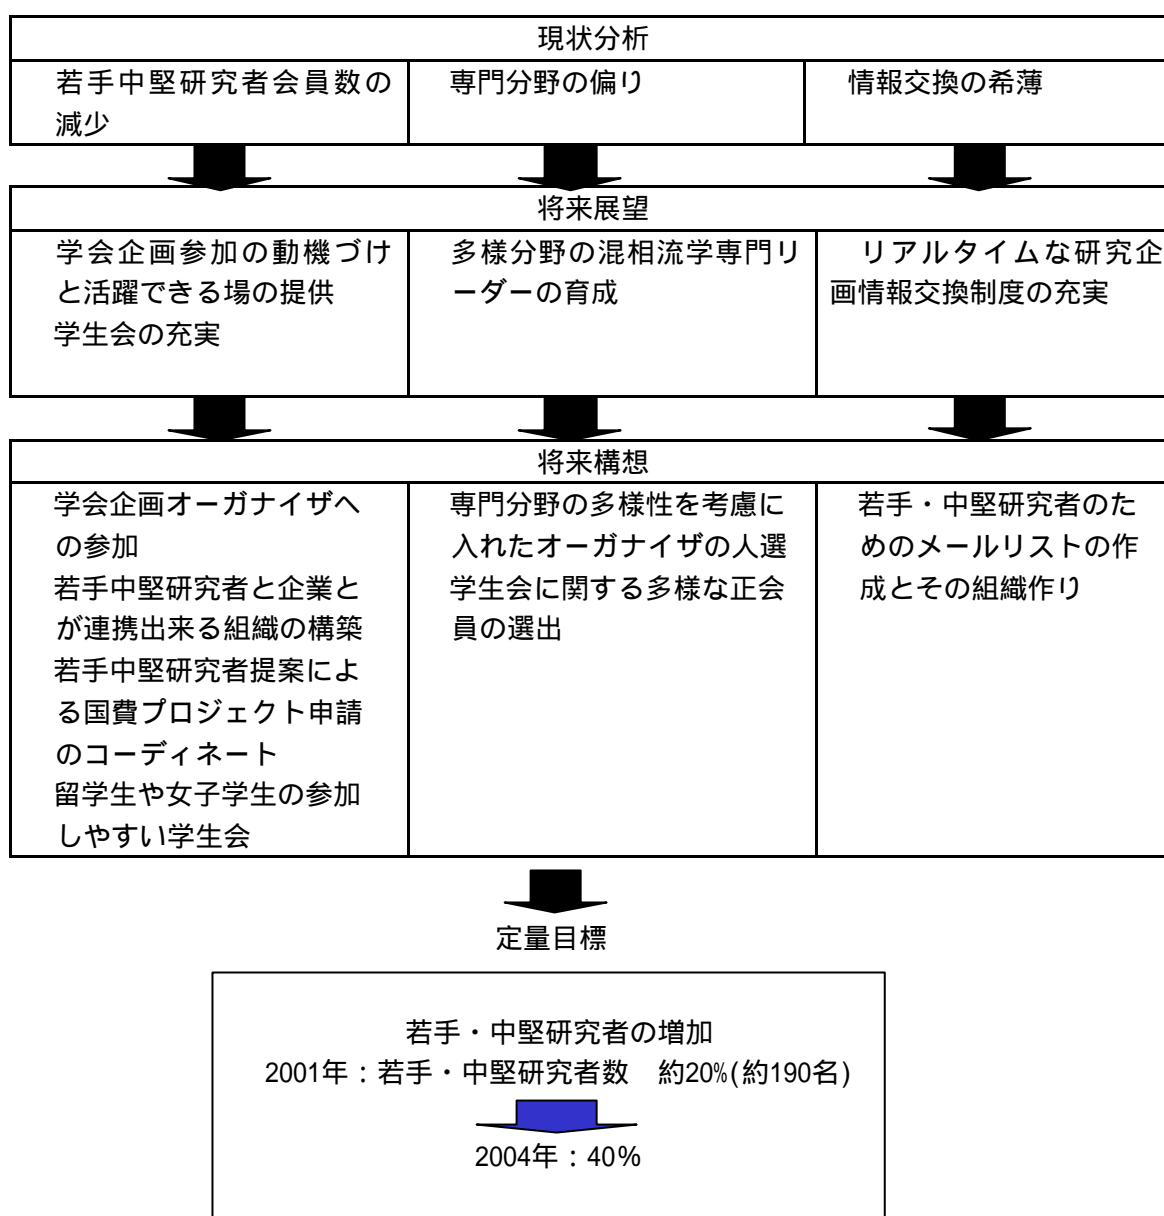 現状分析
若手中堅研究者会員数の
減少
専門分野の偏り
情報交換の希薄
将来展望
学会企画参加の動機づけ
と活躍できる場の提供
学生会の充実
多様分野の混相流学専門リ
ーダーの育成
リアルタイムな研究企
画情報交換制度の充実
将来構想
学会企画オーガナイザへ
の参加
若手中堅研究者と企業と
が連携出来る組織の構築
若手中堅研究者提案によ
る国費プロジェクト申請
のコーディネート
留学生や女子学生の参加
しやすい学生会
専門分野の多様性を考慮に
入れたオーガナイザの人選
学生会に関する多様な正会
員の選出
若手・中堅研究者のた
めのメールリストの作
成とその組織作り
定量目標
若手・中堅研究者の増加
2001年：若手・中堅研究者数　約20%(約190名)
2004年：40%